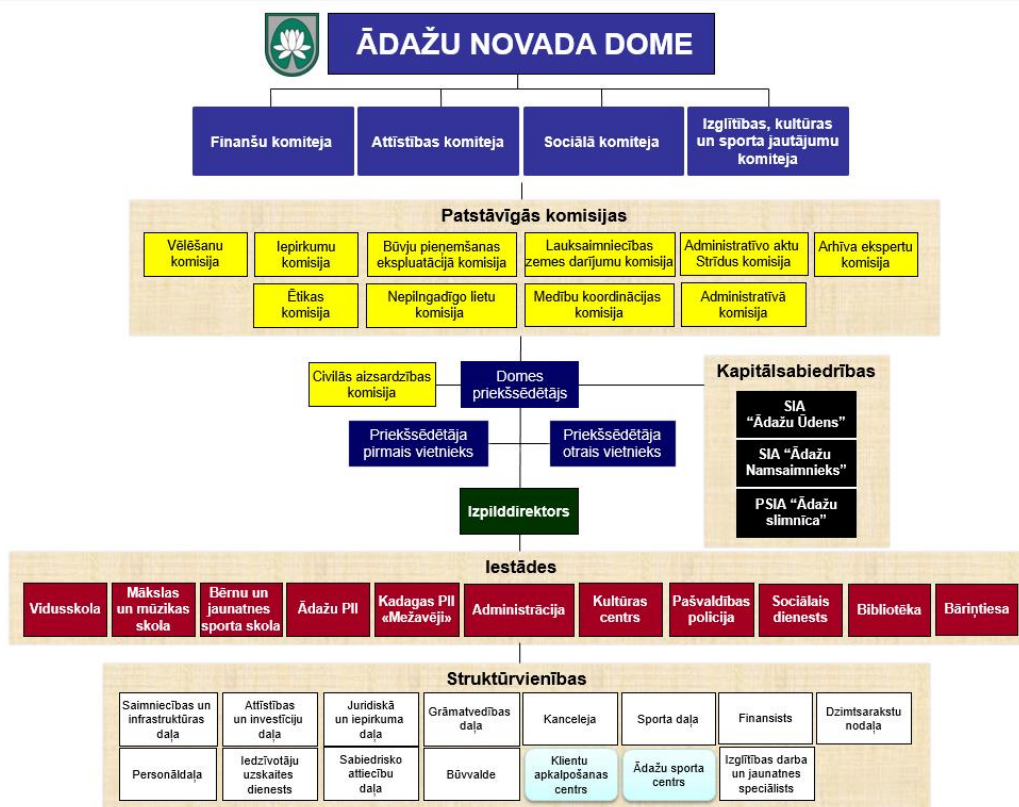 ĀDAŽU NOVADA DOME
Finanšu komiteja
Attīstības komiteja
Sociālā komiteja
Izglītības, kultūras
un sporta jautājumu
komiteja
Patstāvīgās komisijas
Vēlēšanu
komisija
Iepirkumu
komisija
Būvju pieņemšanas
ekspluatācijā komisija
Lauksaimniecības
zemes darījumu komisija
Administratīvo aktu
Strīdus komisija
Arhīva ekspertu
komisija
Ētikas
komisija
Nepilngadīgo lietu
komisija
Medību koordinācijas
komisija
Administratīvā
komisija
Civilās aizsardzības
komisija
Domes
priekšsēdētājs
Kapitālsabiedrības
SIA
“Ādažu Ūdens”
SIA “Ādažu
Namsaimnieks”
PSIA “Ādažu
slimnīca”
Priekšsēdētāja
pirmais vietnieks
Priekšsēdētāja
otrais vietnieks
Izpilddirektors
Iestādes
Vidusskola
Mākslas
un mūzikas
skola
Bērnu un
jaunatnes
sporta skola
Ādažu PII
Kadagas PII
«Mežavēji»
Administrācija
Kultūras
centrs
Pašvaldības
policija
Sociālais
dienests
Bibliotēka
Bāriņtiesa
Struktūrvienības
Saimniecības un
infrastruktūras
daļa
Attīstības
un investīciju
daļa
Juridiskā
un iepirkuma
daļa
Grāmatvedības
daļa
Kanceleja
Sporta daļa
Finansists
Dzimtsarakstu
nodaļa
Personāldaļa
Iedzīvotāju
uzskaites
dienests
Sabiedrisko
attiecību
daļa
Būvvalde
Klientu
apkalpošanas
centrs
Ādažu sporta
centrs
Izglītības darba
un jaunatnes
speciālists